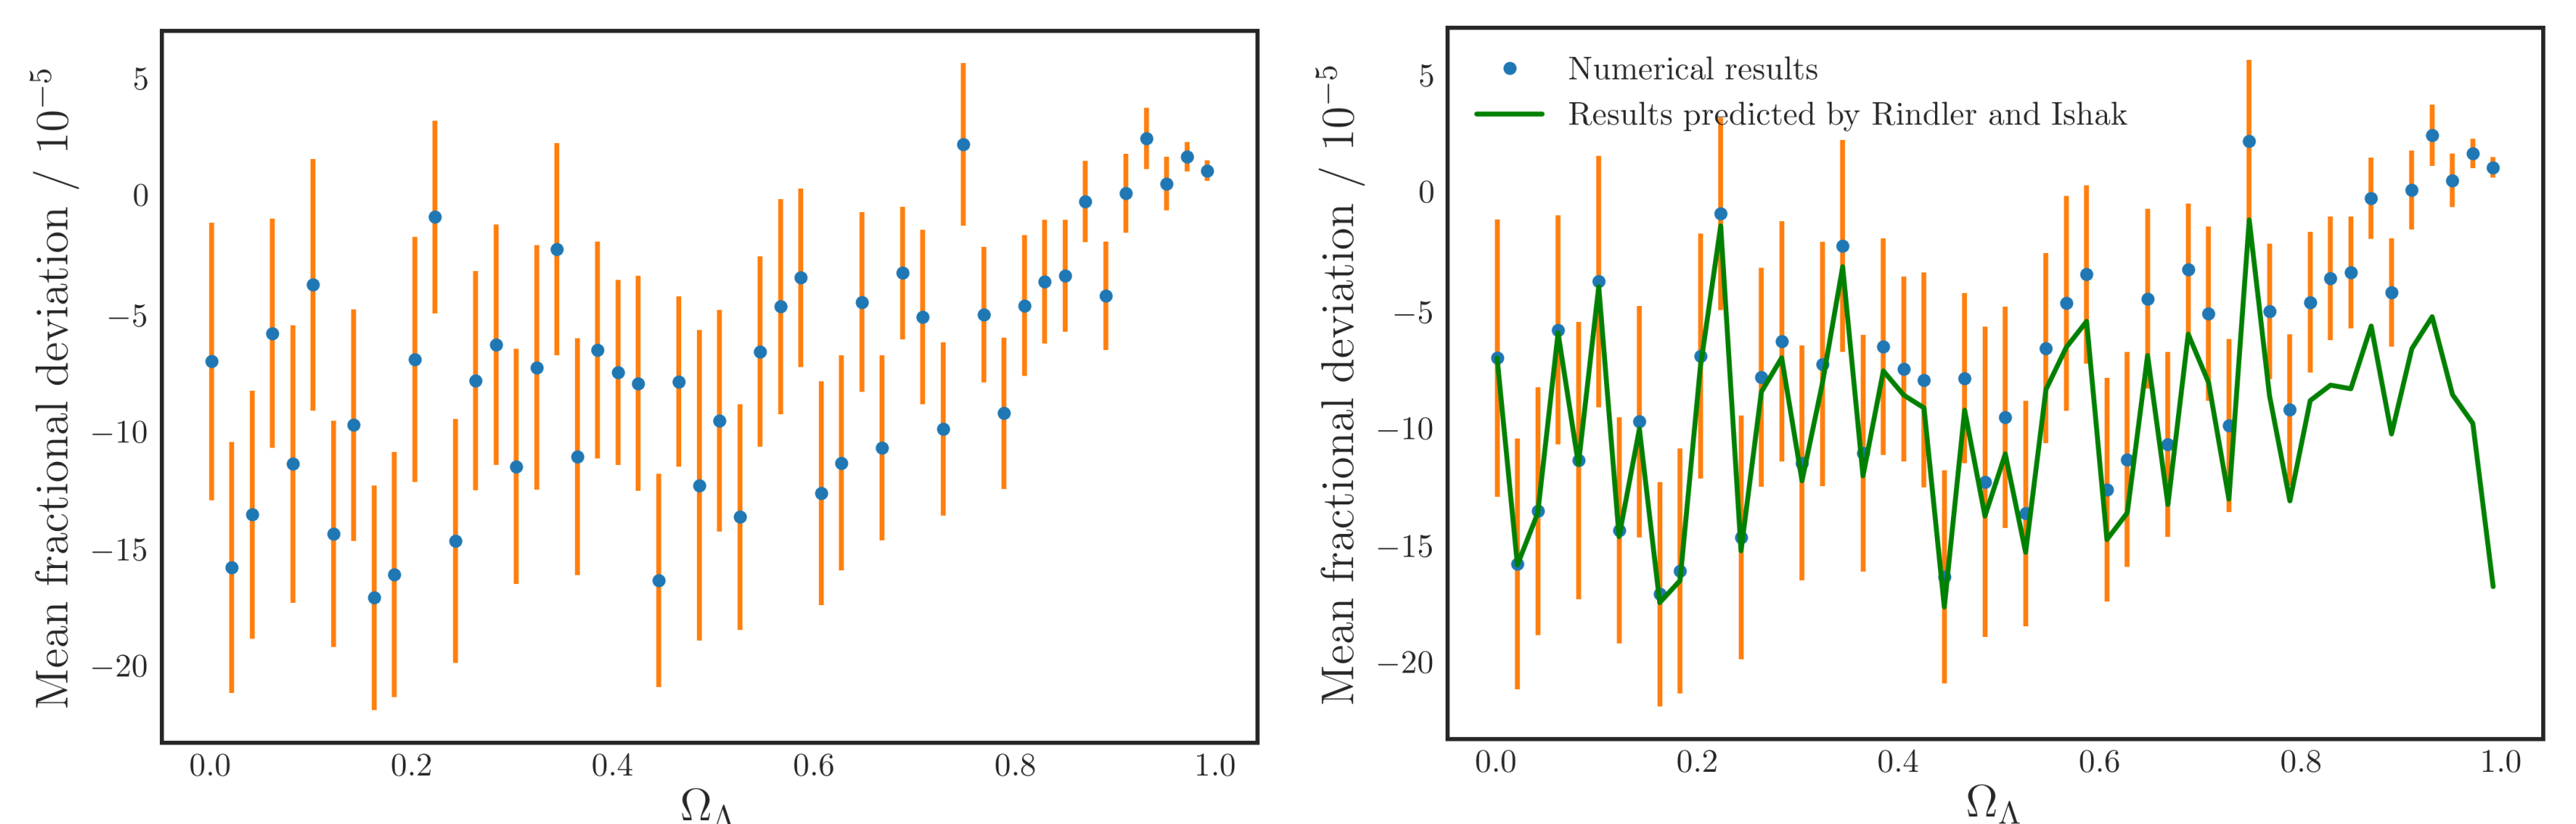 Mean fractional deviation / 10⁻⁵
5
0
−5
−10
−15
−20
0.0 0.2 0.4 0.6 0.8 1.0
Ω_Λ
Mean fractional deviation / 10⁻⁵
5
0
−5
−10
−15
−20
Numerical results
Results predicted by Rindler and Ishak
0.0 0.2 0.4 0.6 0.8 1.0
Ω_Λ